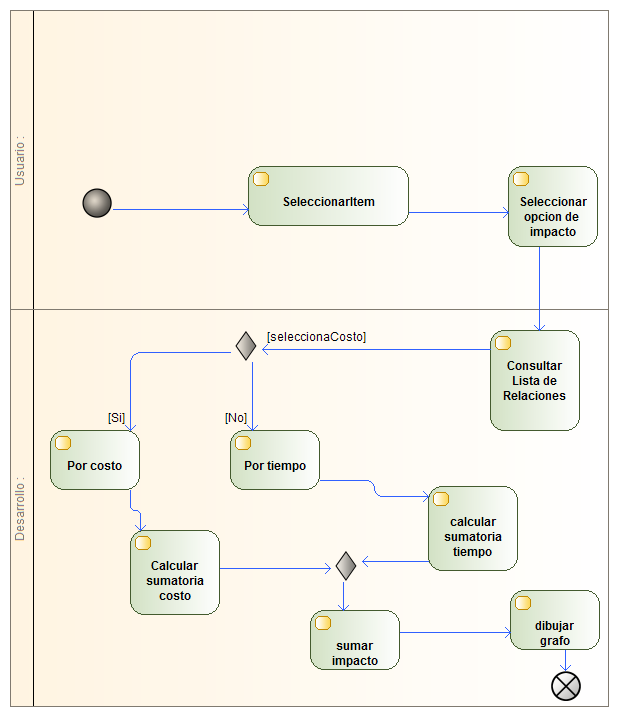 Usuario :
SeleccionarItem
Seleccionar
opcion de
impacto
Desarrollo :
[seleccionaCosto]
Consultar
Lista de
Relaciones
[Si]
[No]
Por costo
Por tiempo
calcular
sumatoria
tiempo
Calcular
sumatoria
costo
sumar
impacto
dibujar
grafo